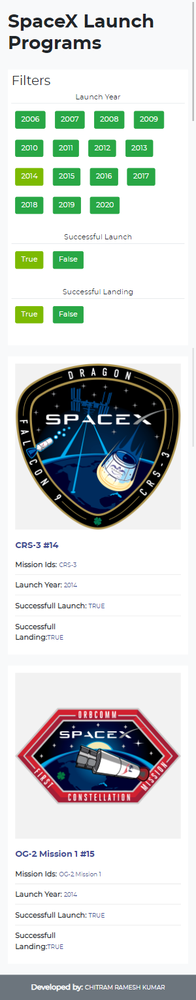 SpaceX Launch
Programs
Filters
Launch Year
2006 2007 2008 2009
2010 2011 2012 2013
2014 2015 2016 2017
2018 2019 2020
Successful Launch
True False
Successful Landing
True False
DRAGON
SPACEX
FALCON 9
CRS-3
CRS-3 #14
Mission Ids: CRS-3
Launch Year: 2014
Successfull Launch: TRUE
Successfull
Landing:TRUE
ORBCOMM
SPACEX
FIRST
CONSTELLATION
MISSION
OG-2 Mission 1 #15
Mission Ids: OG-2 Mission 1
Launch Year: 2014
Successfull Launch: TRUE
Successfull
Landing:TRUE
Developed by: CHITRAM RAMESH KUMAR